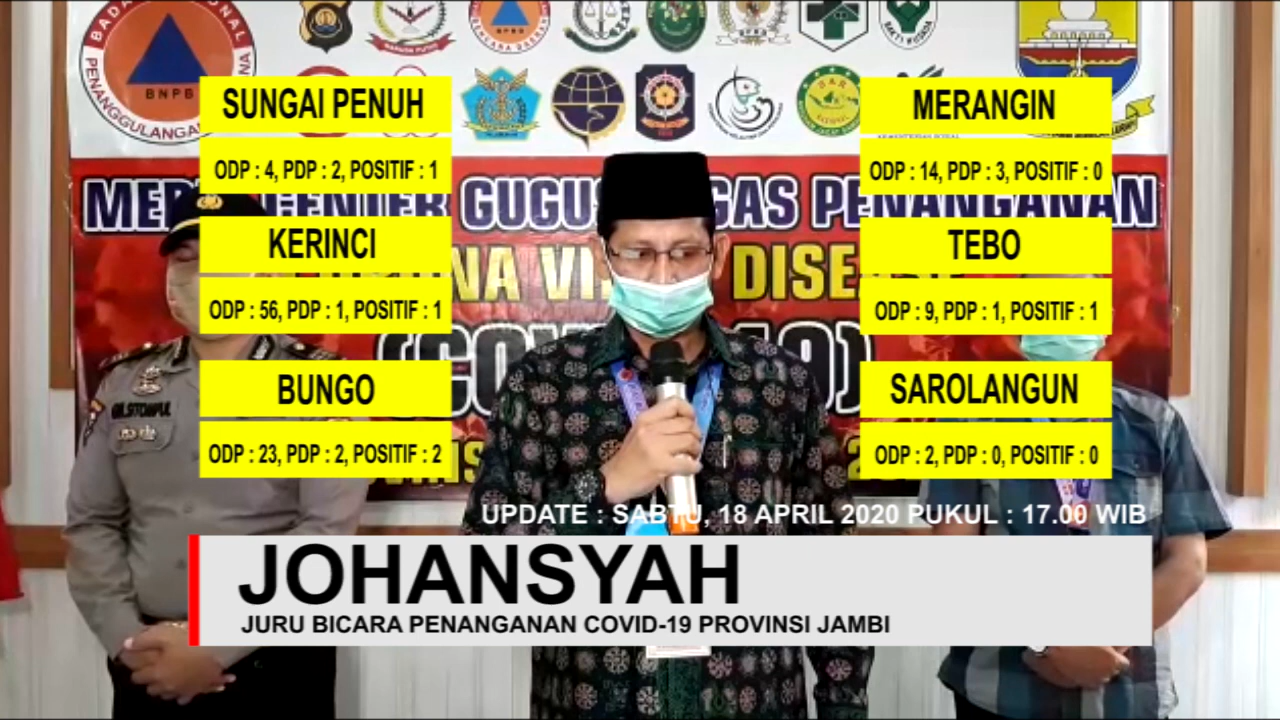 BNPB
SUNGAI PENUH
ODP : 4, PDP : 2, POSITIF : 1
KERINCI
ODP : 56, PDP : 1, POSITIF : 1
BUNGO
ODP : 23, PDP : 2, POSITIF : 2
MERANGIN
ODP : 14, PDP : 3, POSITIF : 0
TEBO
ODP : 9, PDP : 1, POSITIF : 1
SAROLANGUN
ODP : 2, PDP : 0, POSITIF : 0
PENANGANAN
UPDATE : SABTU, 18 APRIL 2020 PUKUL : 17.00 WIB
JOHANSYAH
JURU BICARA PENANGANAN COVID-19 PROVINSI JAMBI